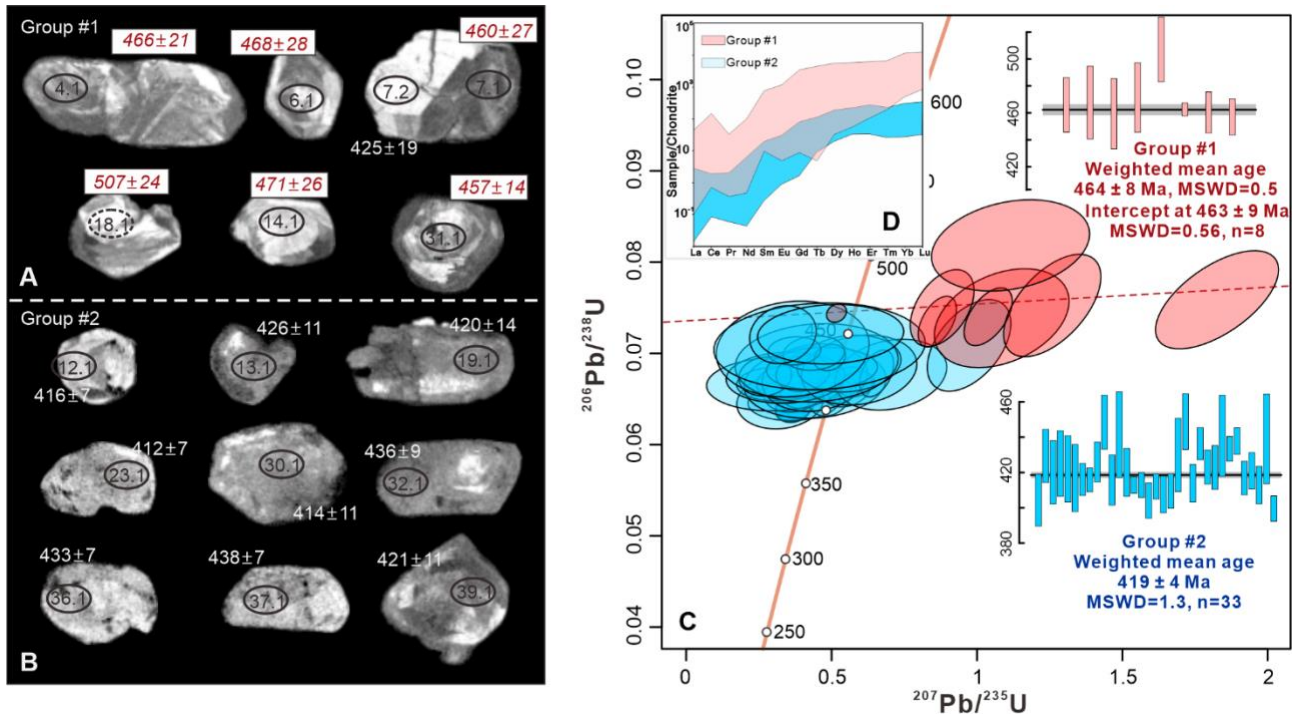 Group #1
466±21
468±28
460±27
4.1
6.1
7.2
7.1
425±19
507±24
471±26
457±14
18.1
14.1
31.1
A
Group #2
426±11
420±14
12.1
13.1
19.1
416±7
412±7
436±9
23.1
30.1
32.1
414±11
433±7
438±7
421±11
36.1
37.1
39.1
B
206Pb/238U
0.10
0.09
0.08
0.07
0.06
0.05
0.04
0
0.5
1
1.5
2
207Pb/235U
C
250
300
350
450
500
0
600
Sample/Chondrite
10⁵
10³
10
10⁻¹
Group #1
Group #2
D
La Ce Pr Nd Sm Eu Gd Tb Dy Ho Er Tm Yb Lu
500
460
420
Group #1
Weighted mean age
464 ± 8 Ma, MSWD=0.5
Intercept at 463 ± 9 Ma
MSWD=0.56, n=8
460
420
380
Group #2
Weighted mean age
419 ± 4 Ma
MSWD=1.3, n=33